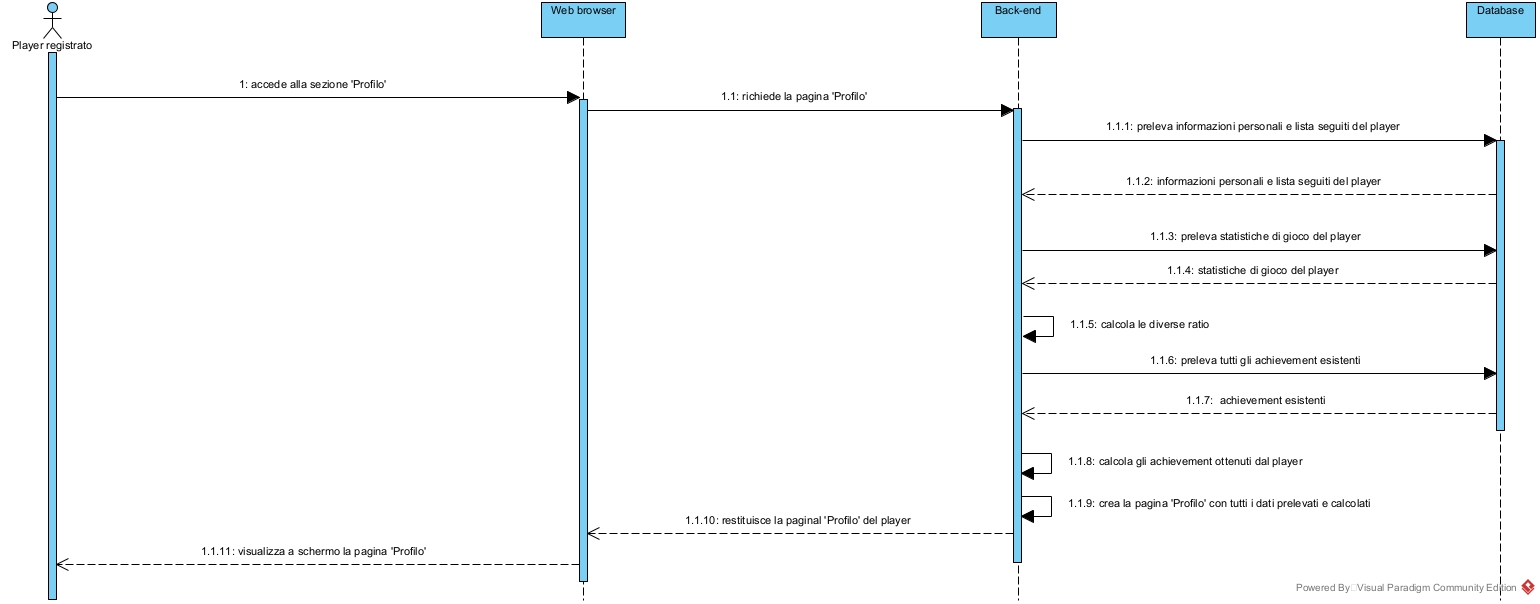 Web browser
Back-end
Database
Player registrato
1: accede alla sezione 'Profilo'
1.1: richiede la pagina 'Profilo'
1.1.1: preleva informazioni personali e lista seguiti del player
1.1.2: informazioni personali e lista seguiti del player
1.1.3: preleva statistiche di gioco del player
1.1.4: statistiche di gioco del player
1.1.5: calcola le diverse ratio
1.1.6: preleva tutti gli achievement esistenti
1.1.7: achievement esistenti
1.1.8: calcola gli achievement ottenuti dal player
1.1.9: crea la pagina 'Profilo' con tutti i dati prelevati e calcolati
1.1.10: restituisce la paginal 'Profilo' del player
1.1.11: visualizza a schermo la pagina 'Profilo'
Powered By Visual Paradigm Community Edition